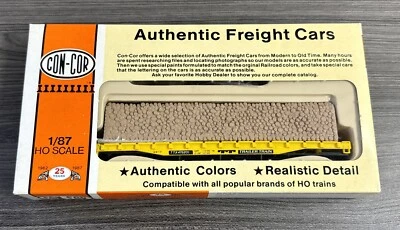 Authentic Freight Cars
Con-Cor offers a wide selection of Authentic Freight Cars from Modern to Old Time. Many hours
are spent researching files and locating photographs so our models are as accurate as possible.
Then we use special paints formulated to match the original Railroad colors, and take special care
that the lettering on the cars is as accurate as possible.
Ask your favorite Hobby Dealer to show you our complete catalog.
CON-COR
1/87
HO SCALE
1962
25
1987
TRAILER TRAIN
★Authentic Colors ★Realistic Detail
Compatible with all popular brands of HO trains